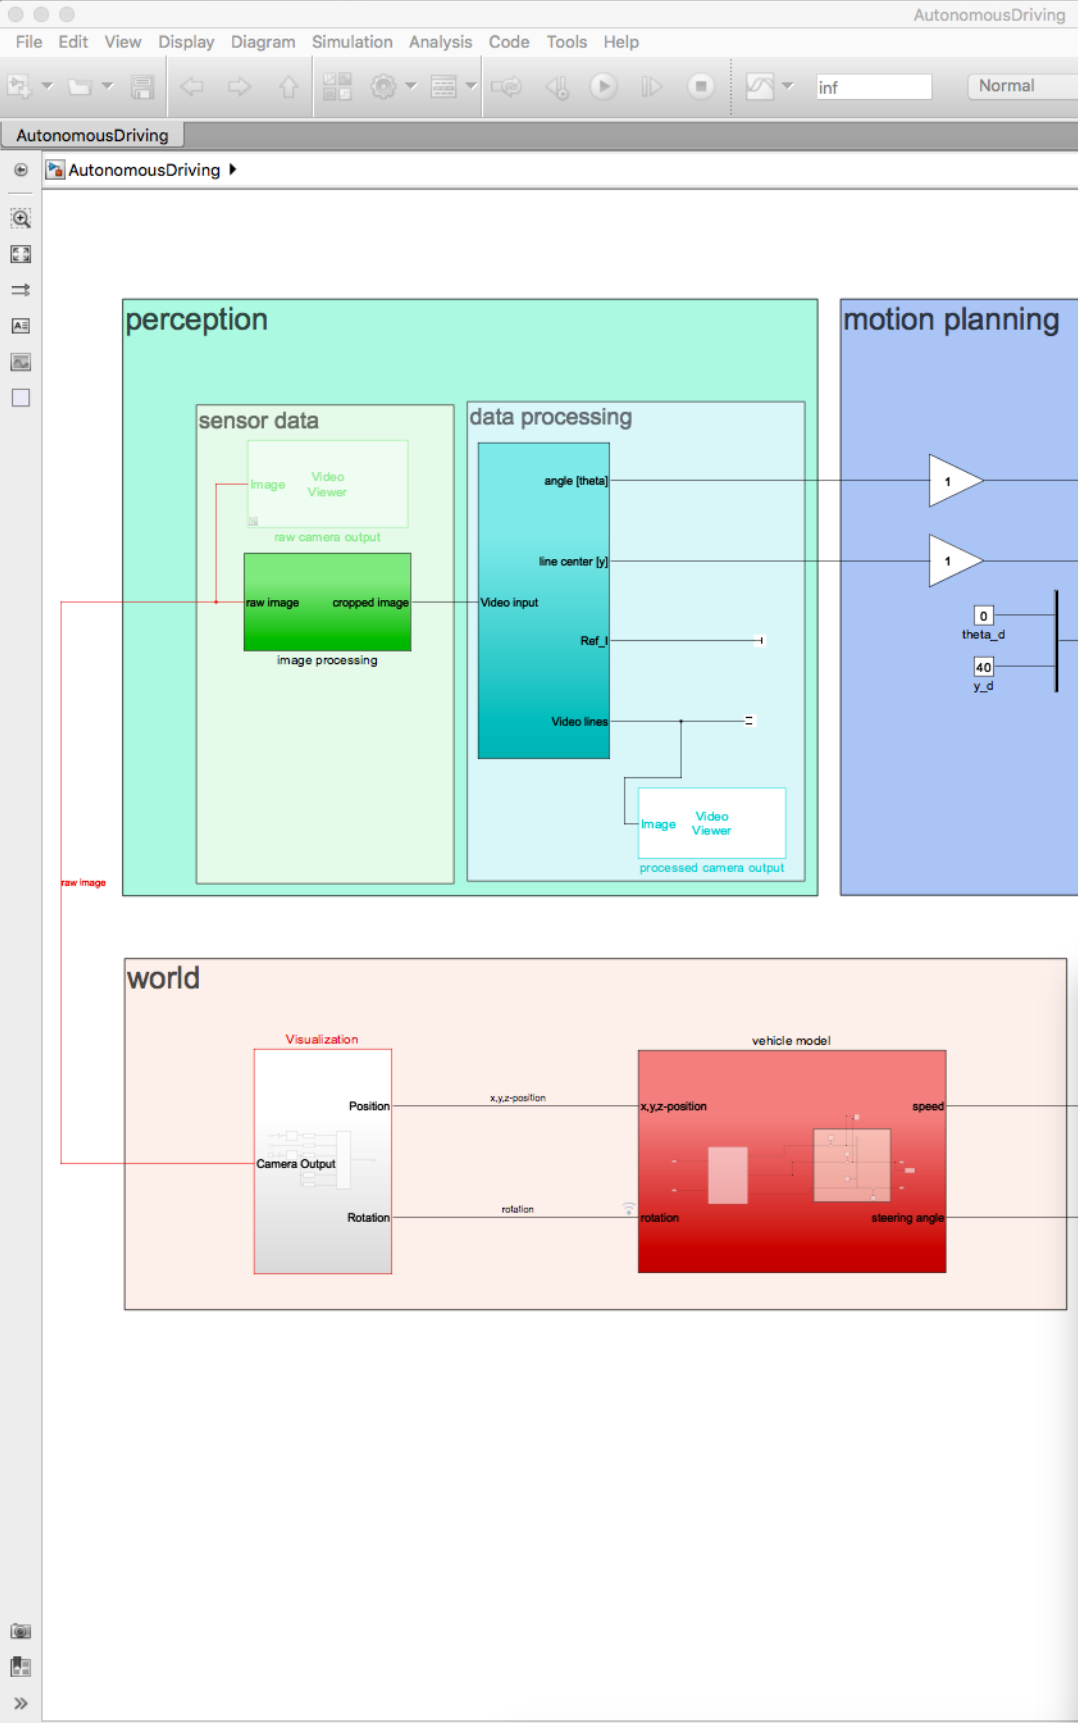 AutonomousDriving
File Edit View Display Diagram Simulation Analysis Code Tools Help
inf
Normal
AutonomousDriving
AutonomousDriving
perception
motion planning
sensor data
data processing
Image
Video
Viewer
raw camera output
raw image
cropped image
image processing
angle [theta]
line center [y]
Video input
Ref_I
Video lines
Image
Video
Viewer
processed camera output
1
1
0
theta_d
40
y_d
raw image
world
Visualization
Position
Camera Output
Rotation
x,y,z-position
rotation
vehicle model
x,y,z-position
speed
rotation
steering angle